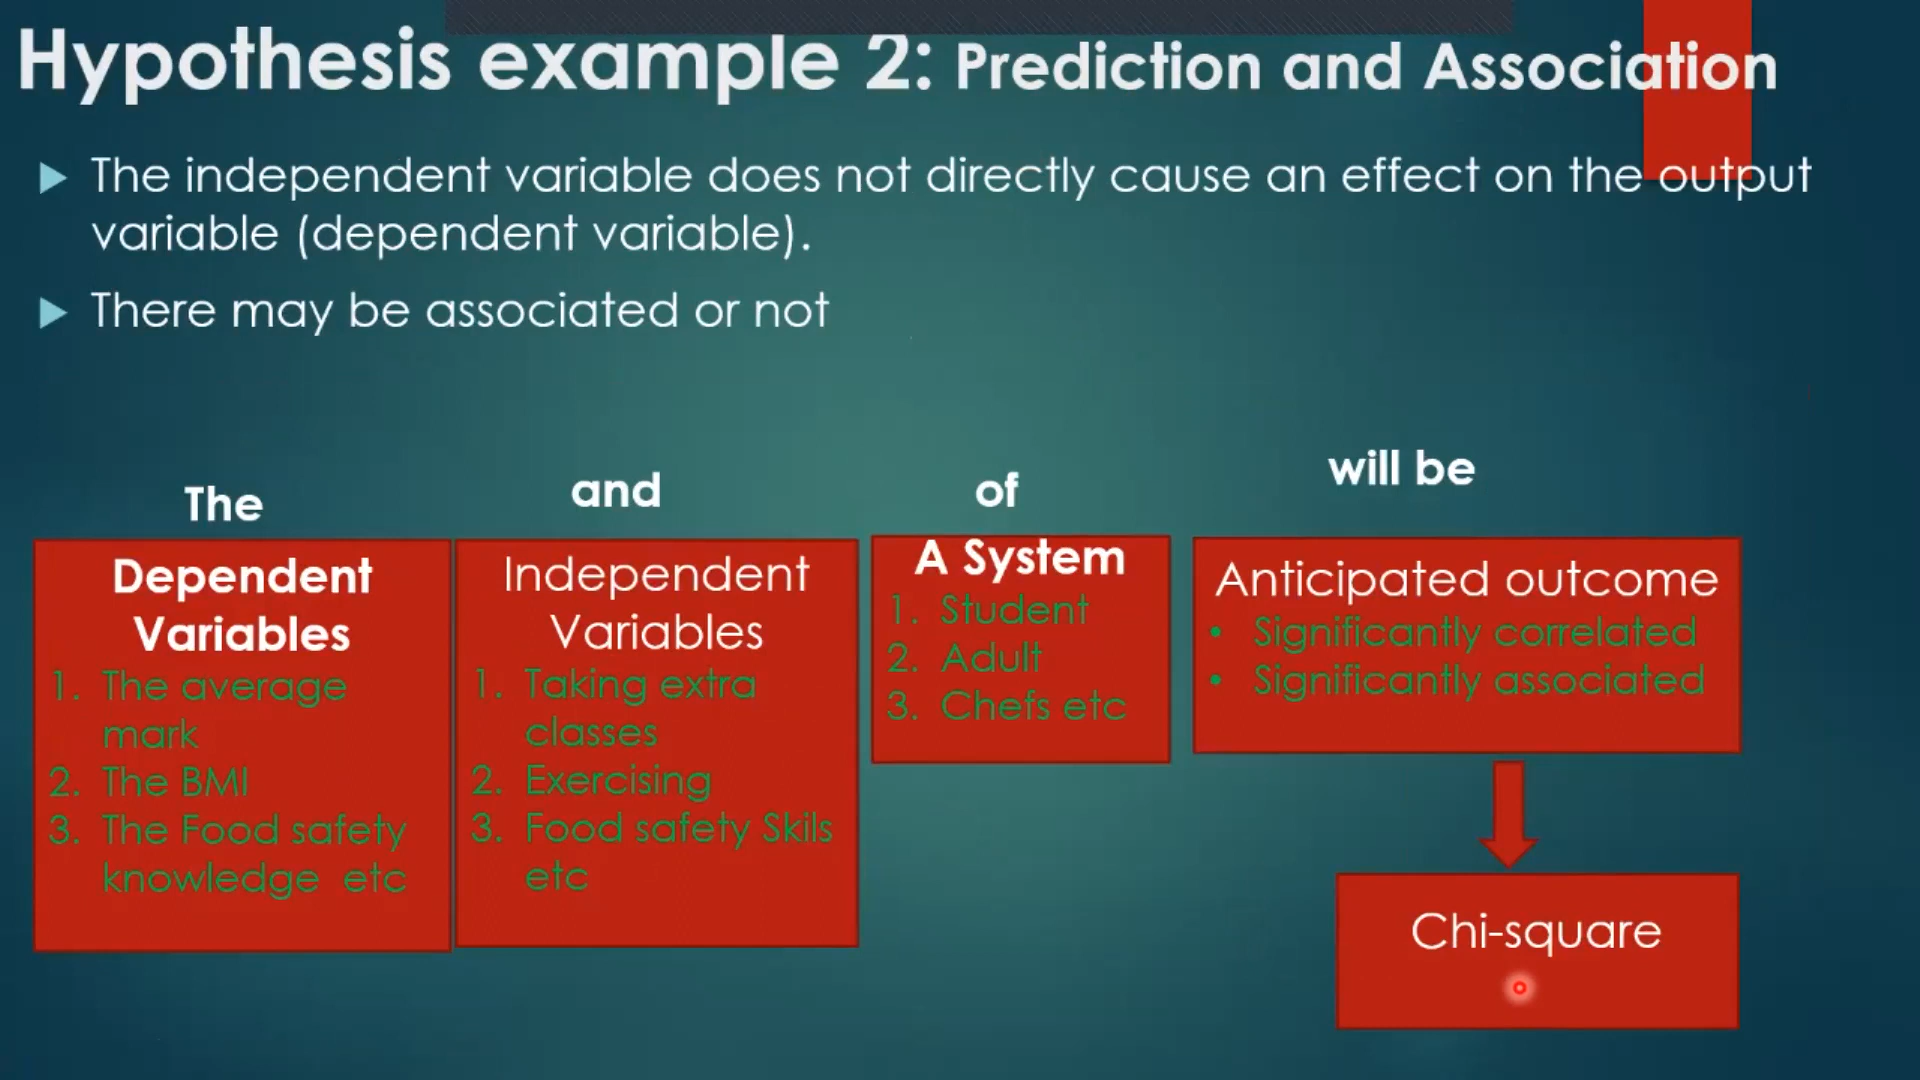 Hypothesis example 2: Prediction and Association
The independent variable does not directly cause an effect on the output
variable (dependent variable).
There may be associated or not
The
and
of
will be
Dependent
Variables
1. The average
mark
2. The BMI
3. The Food safety
knowledge etc
Independent
Variables
1. Taking extra
classes
2. Exercising
3. Food safety Skils
etc
A System
1. Student
2. Adult
3. Chefs etc
Anticipated outcome
• Significantly correlated
• Significantly associated
Chi-square